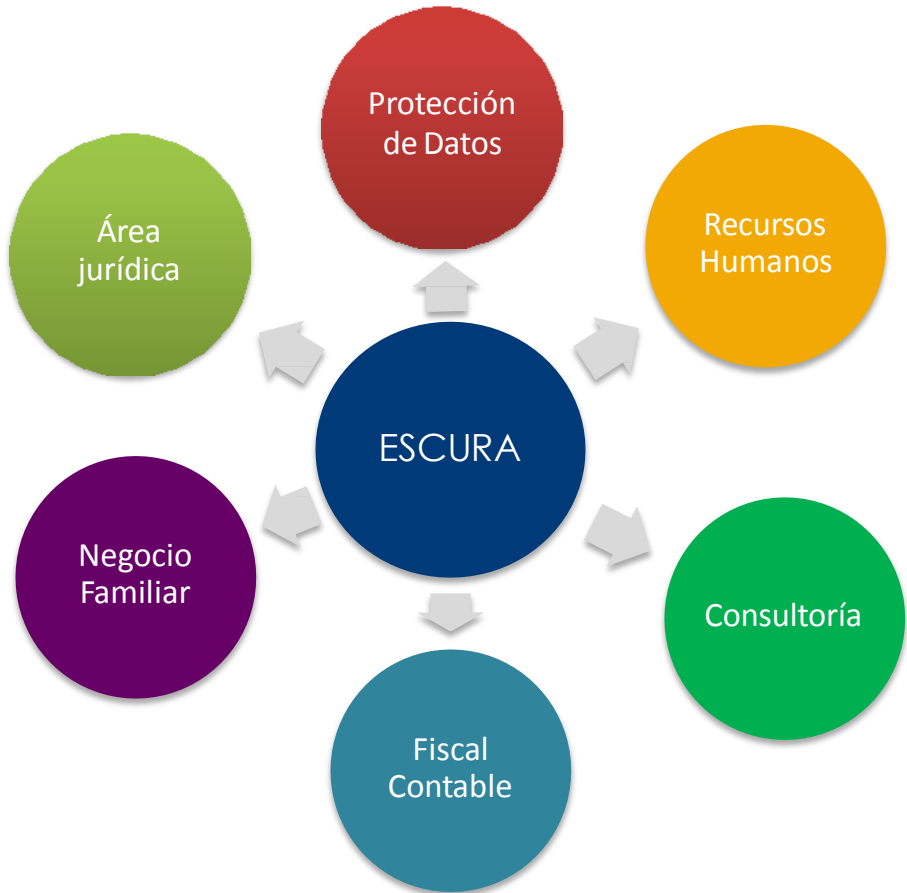 Protección
de Datos
Recursos
Humanos
Consultoría
Fiscal
Contable
Negocio
Familiar
Área
jurídica
ESCURA